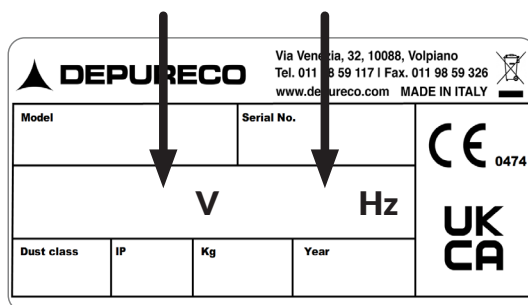 DEPURECO
Via Venezia, 32, 10088, Volpiano
Tel. 011 98 59 117 I Fax. 011 98 59 326
www.depureco.com MADE IN ITALY
Model
Serial No.
CE 0474
V
Hz
UK
CA
Dust class
IP
Kg
Year